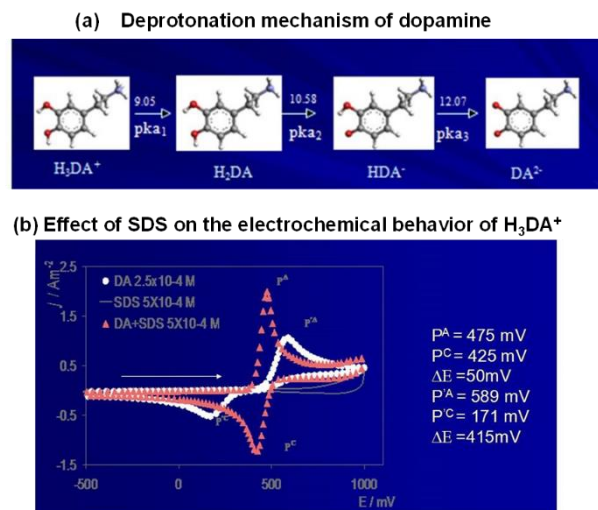 (a) Deprotonation mechanism of dopamine
9.05 10.58 12.07
pka₁ pka₂ pka₃
H₃DA⁺ H₂DA HDA⁻ DA²⁻
(b) Effect of SDS on the electrochemical behavior of H₃DA⁺
J / Am⁻²
2.5
1.5
0.5
-0.5
-1.5
DA 2.5x10-4 M
SDS 5X10-4 M
DA+SDS 5X10-4 M
Pᴬ
P'ᴬ
P'ᶜ
Pᶜ
-500 0 500 1000
E / mV
Pᴬ = 475 mV
Pᶜ = 425 mV
ΔE = 50mV
P'ᴬ = 589 mV
P'ᶜ = 171 mV
ΔE = 415mV